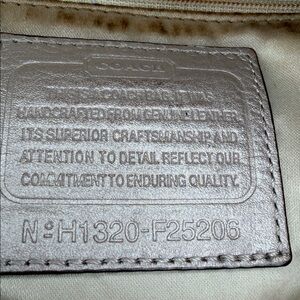 COACH
THIS IS A COACH BAG. IT WAS
HANDCRAFTED FROM GENUINE LEATHER.
ITS SUPERIOR CRAFTSMANSHIP AND
ATTENTION TO DETAIL REFLECT OUR
COMMITMENT TO ENDURING QUALITY.
Nº H1320-F25206